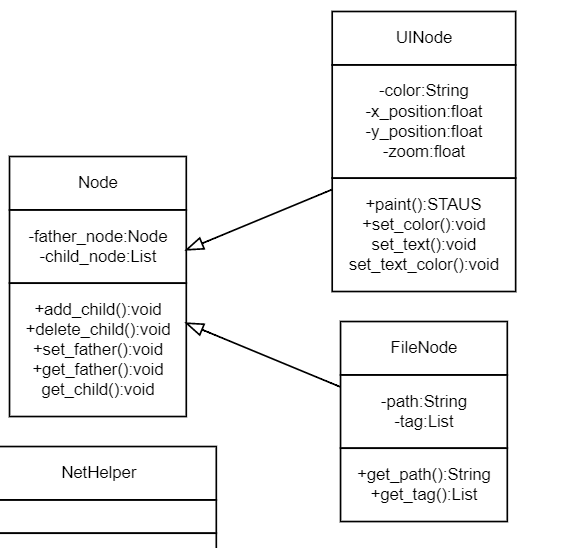 UINode
-color:String
-x_position:float
-y_position:float
-zoom:float
+paint():STAUS
+set_color():void
set_text():void
set_text_color():void
Node
-father_node:Node
-child_node:List
+add_child():void
+delete_child():void
+set_father():void
+get_father():void
get_child():void
FileNode
-path:String
-tag:List
+get_path():String
+get_tag():List
NetHelper